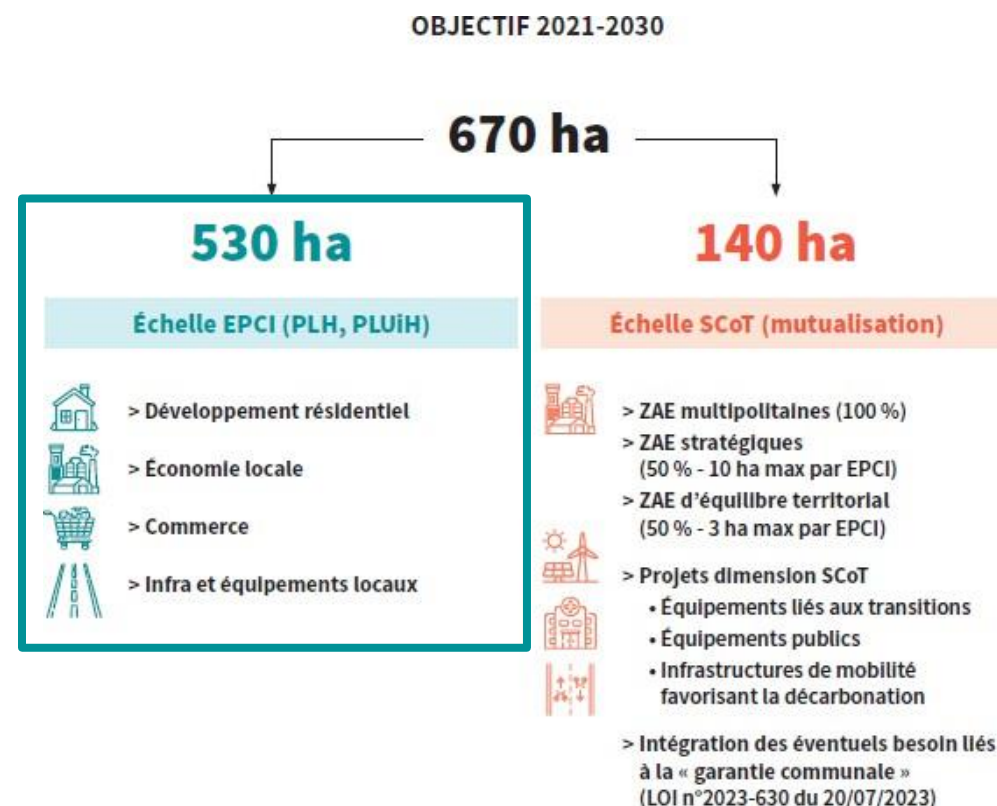 OBJECTIF 2021-2030
670 ha
530 ha
Échelle EPCI (PLH, PLUiH)
> Développement résidentiel
> Économie locale
> Commerce
> Infra et équipements locaux
140 ha
Échelle SCoT (mutualisation)
> ZAE multipolitaines (100 %)
> ZAE stratégiques
(50 % - 10 ha max par EPCI)
> ZAE d'équilibre territorial
(50 % - 3 ha max par EPCI)
> Projets dimension SCoT
• Équipements liés aux transitions
• Équipements publics
• Infrastructures de mobilité
favorisant la décarbonation
> Intégration des éventuels besoin liés
à la « garantie communale »
(LOI n°2023-630 du 20/07/2023)